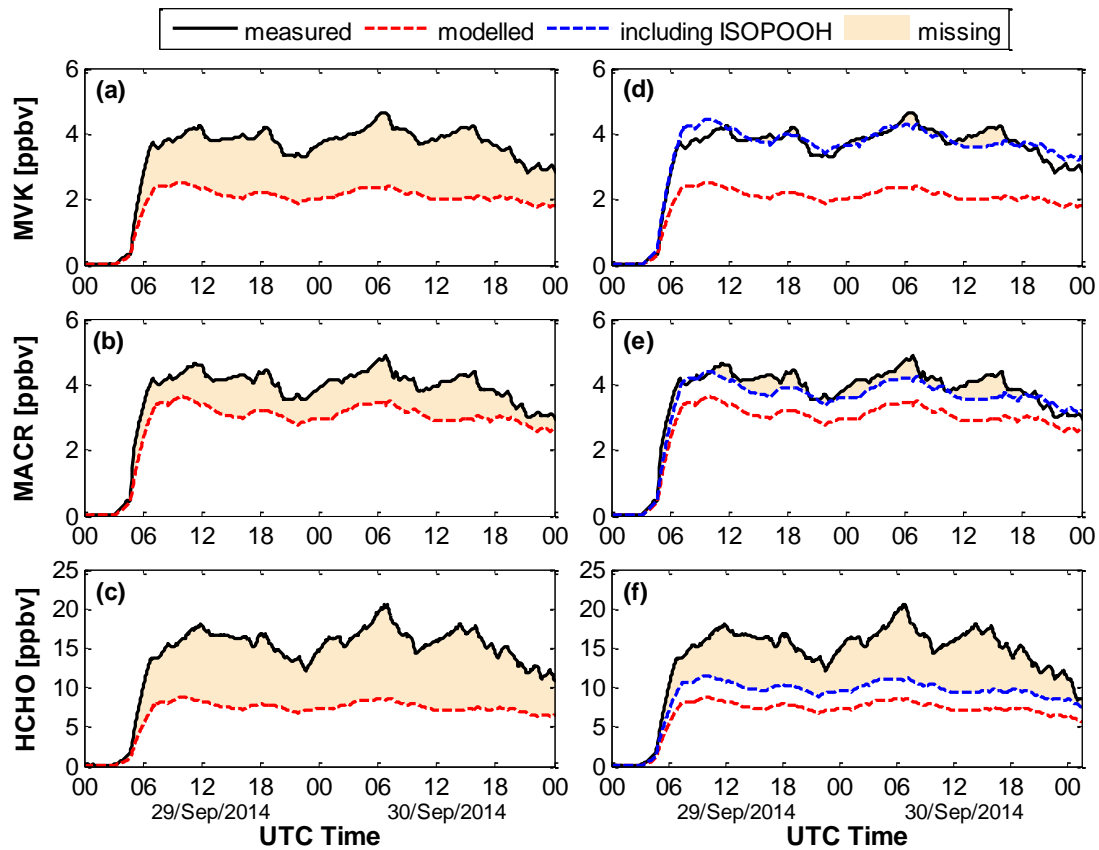 measured modelled including ISOPOOH missing
(a)
MVK [ppbv]
6
4
2
0
00 06 12 18 00 06 12 18 00
(d)
6
4
2
0
00 06 12 18 00 06 12 18 00
(b)
MACR [ppbv]
6
4
2
0
00 06 12 18 00 06 12 18 00
(e)
6
4
2
0
00 06 12 18 00 06 12 18 00
(c)
HCHO [ppbv]
25
20
15
10
5
0
00 06 12 18 00 06 12 18 00
29/Sep/2014 30/Sep/2014
UTC Time
(f)
25
20
15
10
5
0
00 06 12 18 00 06 12 18 00
29/Sep/2014 30/Sep/2014
UTC Time